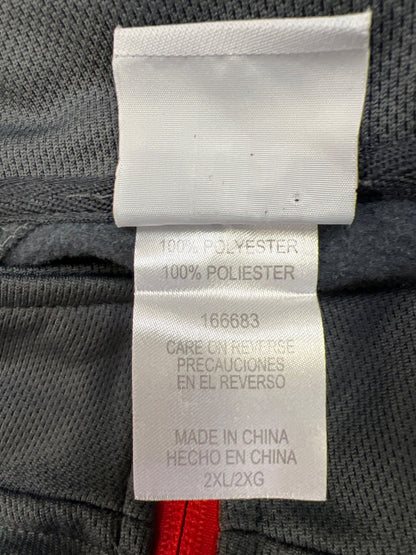 100% POLYESTER
100% POLIESTER
166683
CARE ON REVERSE
PRECAUCIONES
EN EL REVERSO
MADE IN CHINA
HECHO EN CHINA
2XL/2XG